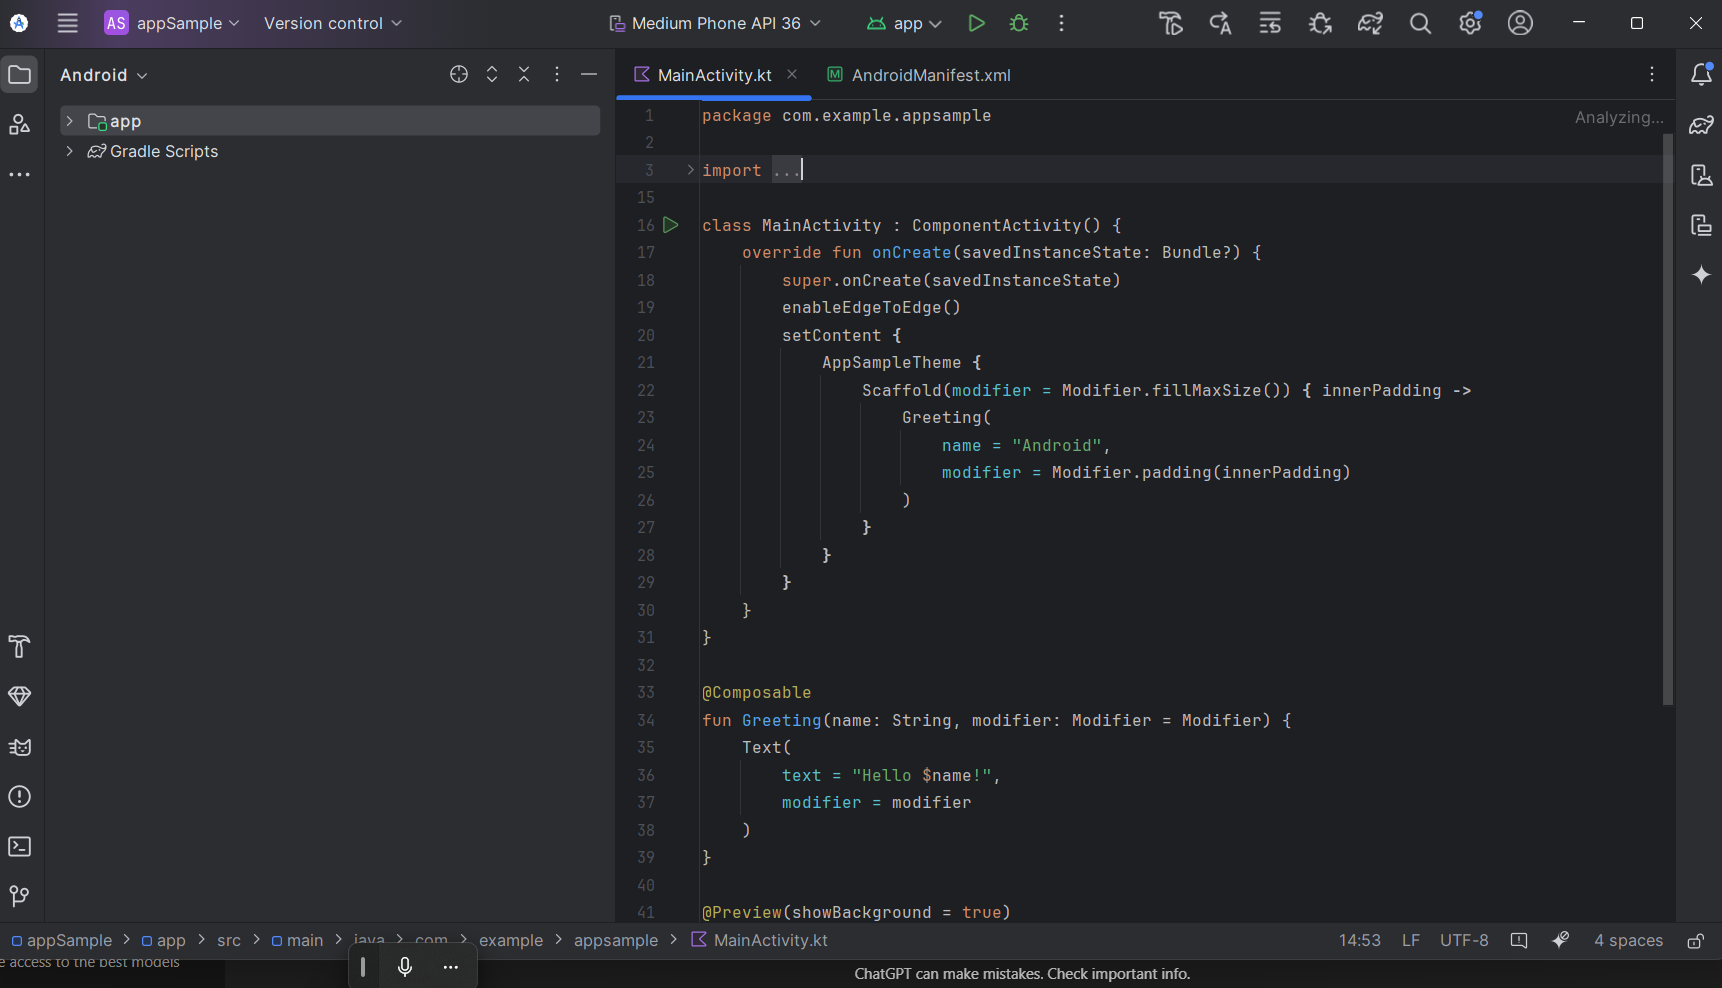 AS appSample Version control Medium Phone API 36 app
Android
MainActivity.kt AndroidManifest.xml
app
Gradle Scripts
Analyzing...
1 package com.example.appsample
2
3 import ...
15
16 class MainActivity : ComponentActivity() {
17 override fun onCreate(savedInstanceState: Bundle?) {
18 super.onCreate(savedInstanceState)
19 enableEdgeToEdge()
20 setContent {
21 AppSampleTheme {
22 Scaffold(modifier = Modifier.fillMaxSize()) { innerPadding ->
23 Greeting(
24 name = "Android",
25 modifier = Modifier.padding(innerPadding)
26 )
27 }
28 }
29 }
30 }
31 }
32
33 @Composable
34 fun Greeting(name: String, modifier: Modifier = Modifier) {
35 Text(
36 text = "Hello $name!",
37 modifier = modifier
38 )
39 }
40
41 @Preview(showBackground = true)
appSample > app > src > main > java > com > example > appsample > MainActivity.kt 14:53 LF UTF-8 4 spaces
e access to the best models
ChatGPT can make mistakes. Check important info.